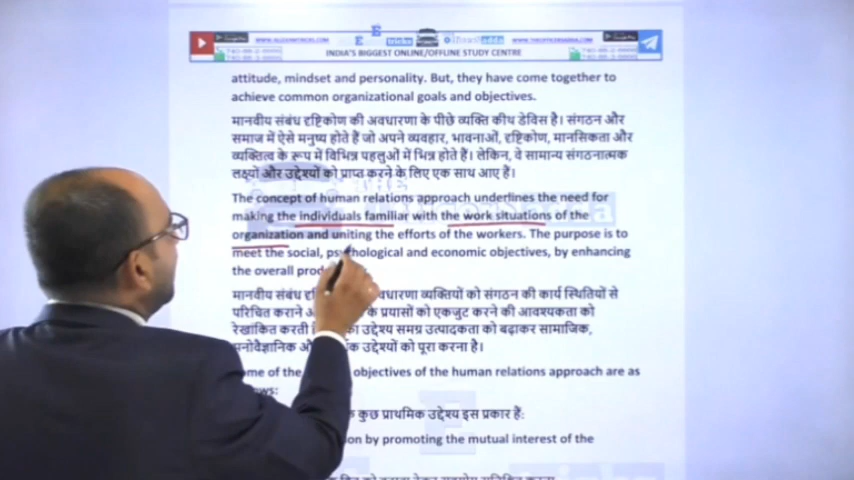 INDIA'S BIGGEST ONLINE/OFFLINE STUDY CENTRE
attitude, mindset and personality. But, they have come together to
achieve common organizational goals and objectives.
मानवीय संबंध दृष्टिकोण की अवधारणा के पीछे व्यक्ति कीथ डेविस है। संगठन और
समाज में ऐसे मनुष्य होते हैं जो अपने व्यवहार, भावनाओं, दृष्टिकोण, मानसिकता और
व्यक्तित्व के रूप में विभिन्न पहलुओं में भिन्न होते हैं। लेकिन, वे सामान्य संगठनात्मक
लक्ष्यों और उद्देश्यों को प्राप्त करने के लिए एक साथ आए हैं।
The concept of human relations approach underlines the need for
making the individuals familiar with the work situations of the
organization and uniting the efforts of the workers. The purpose is to
meet the social, psychological and economic objectives, by enhancing
the overall prod
मानवीय संबंध वधारणा व्यक्तियों को संगठन की कार्य स्थितियों से
परिचित कराने के प्रयासों को एकजुट करने की आवश्यकता को
रेखांकित करती उद्देश्य समग्र उत्पादकता को बढ़ाकर सामाजिक,
उद्देश्यों को पूरा करना है।
of the objectives of the human relations approach are as
कुछ प्राथमिक उद्देश्य इस प्रकार हैं:
ion by promoting the mutual interest of the